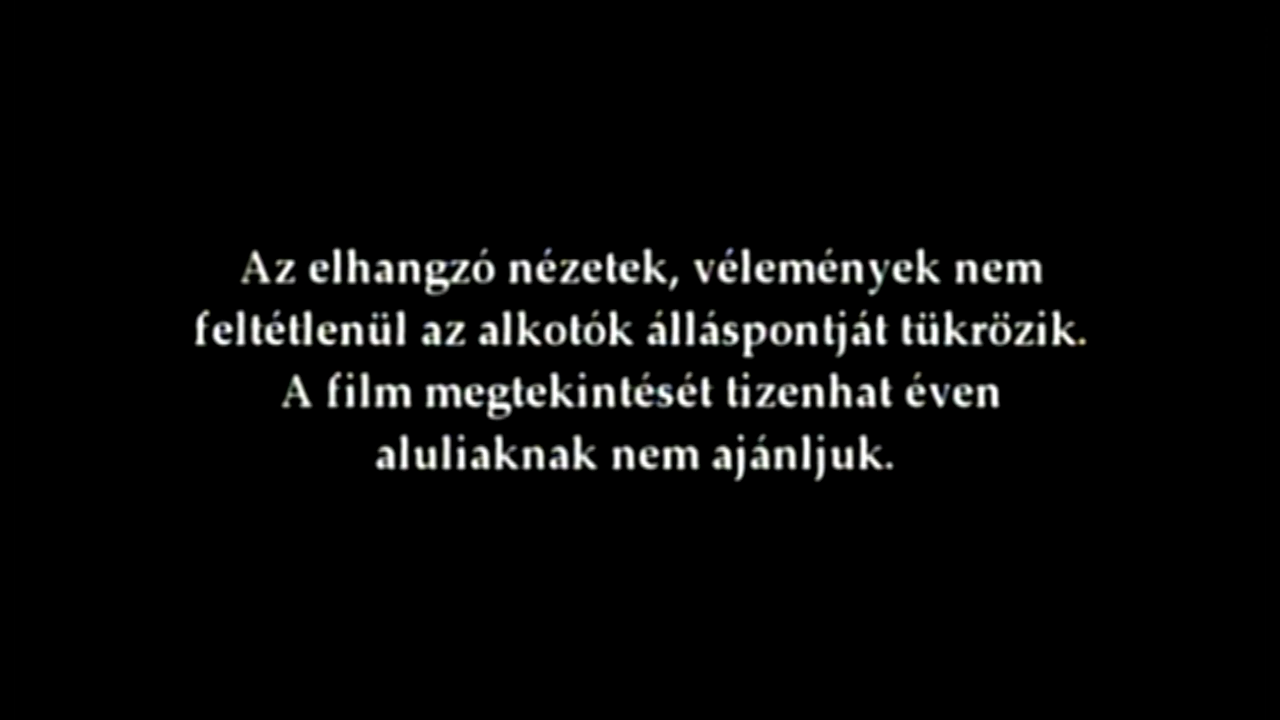 Az elhangzó nézetek, vélemények nem
feltétlenül az alkotók álláspontját tükrözik.
A film megtekintését tizenhat éven
aluliaknak nem ajánljuk.